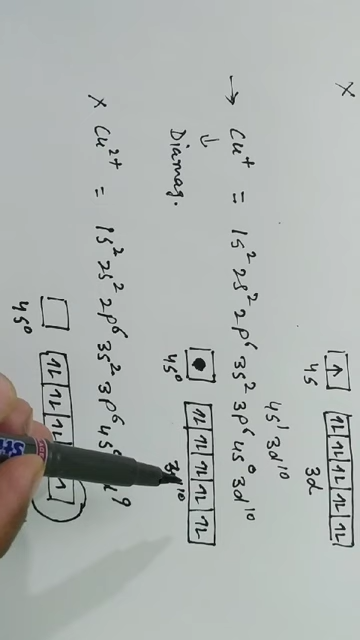 ×
4s 3d
4s¹ 3d¹⁰
→ Cu⁺ = 1s² 2s² 2p⁶ 3s² 3p⁶ 4s⁰ 3d¹⁰
↓
Diamag.
4s⁰ 3d¹⁰
× Cu²⁺ = 1s² 2s² 2p⁶ 3s² 3p⁶ 4s⁰ d⁹
4s⁰